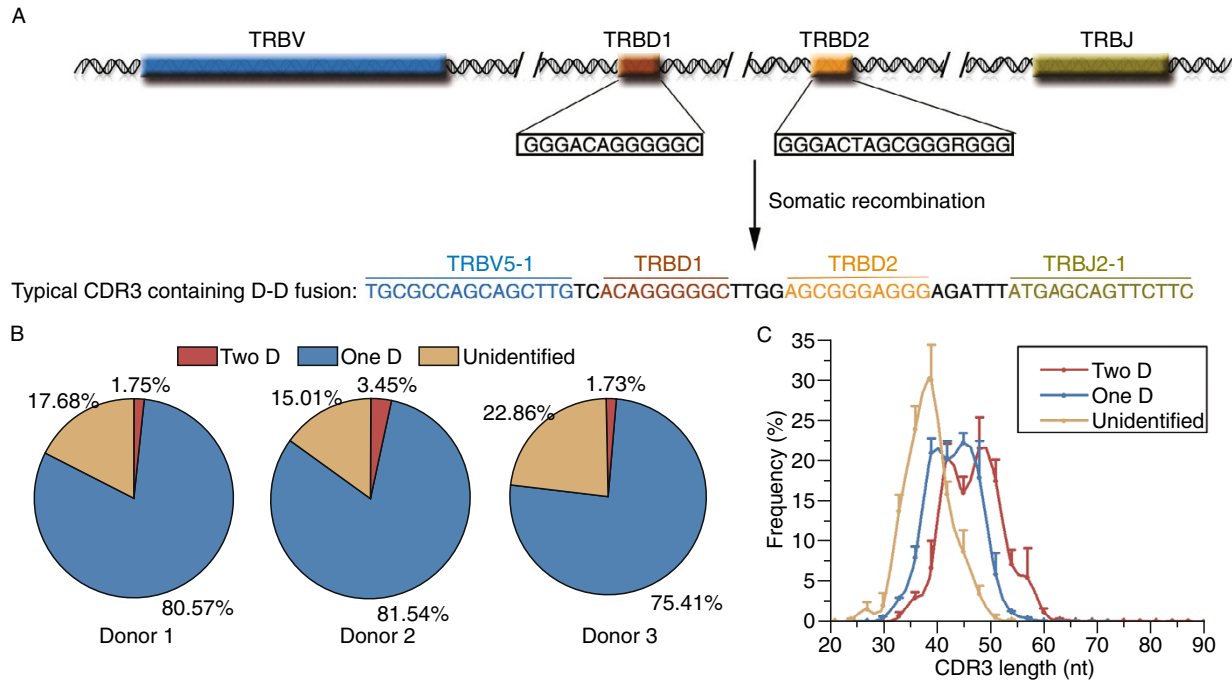 A
TRBV TRBD1 TRBD2 TRBJ
GGGACAGGGGGC GGGACTAGCGGGRGGG
Somatic recombination
TRBV5-1 TRBD1 TRBD2 TRBJ2-1
Typical CDR3 containing D-D fusion: TGCGCCAGCAGCTTGTCACAGGGGGCTTGGAGCGGGAGGGAGATTTATGAGCAGTTCTTC
B
Two D One D Unidentified
17.68% 1.75% 80.57%
Donor 1
15.01% 3.45% 81.54%
Donor 2
22.86% 1.73% 75.41%
Donor 3
C
Two D
One D
Unidentified
Frequency (%)
35
30
25
20
15
10
5
0
20 30 40 50 60 70 80 90
CDR3 length (nt)